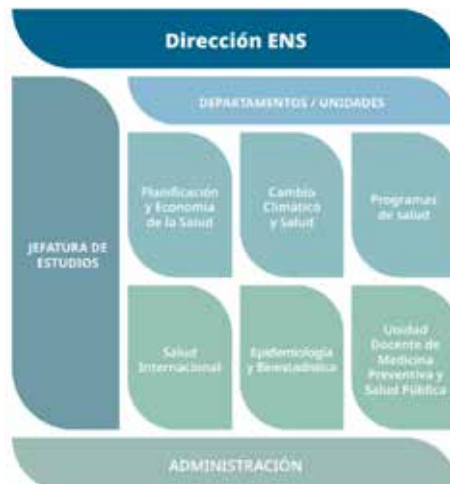 Dirección ENS
DEPARTAMENTOS / UNIDADES
JEFATURA DE
ESTUDIOS
Planificación
y Economía
de la Salud
Cambio
Climático
y Salud
Programas
de salud
Salud
Internacional
Epidemiología
y Bioestadística
Unidad
Docente de
Medicina
Preventiva y
Salud Pública
ADMINISTRACIÓN